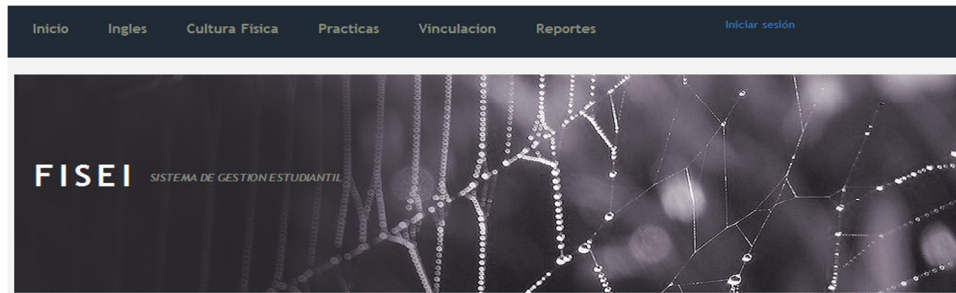 Inicio Ingles Cultura Fisica Practicas Vinculacion Reportes Iniciar sesión
FISEI SISTEMA DE GESTION ESTUDIANTIL